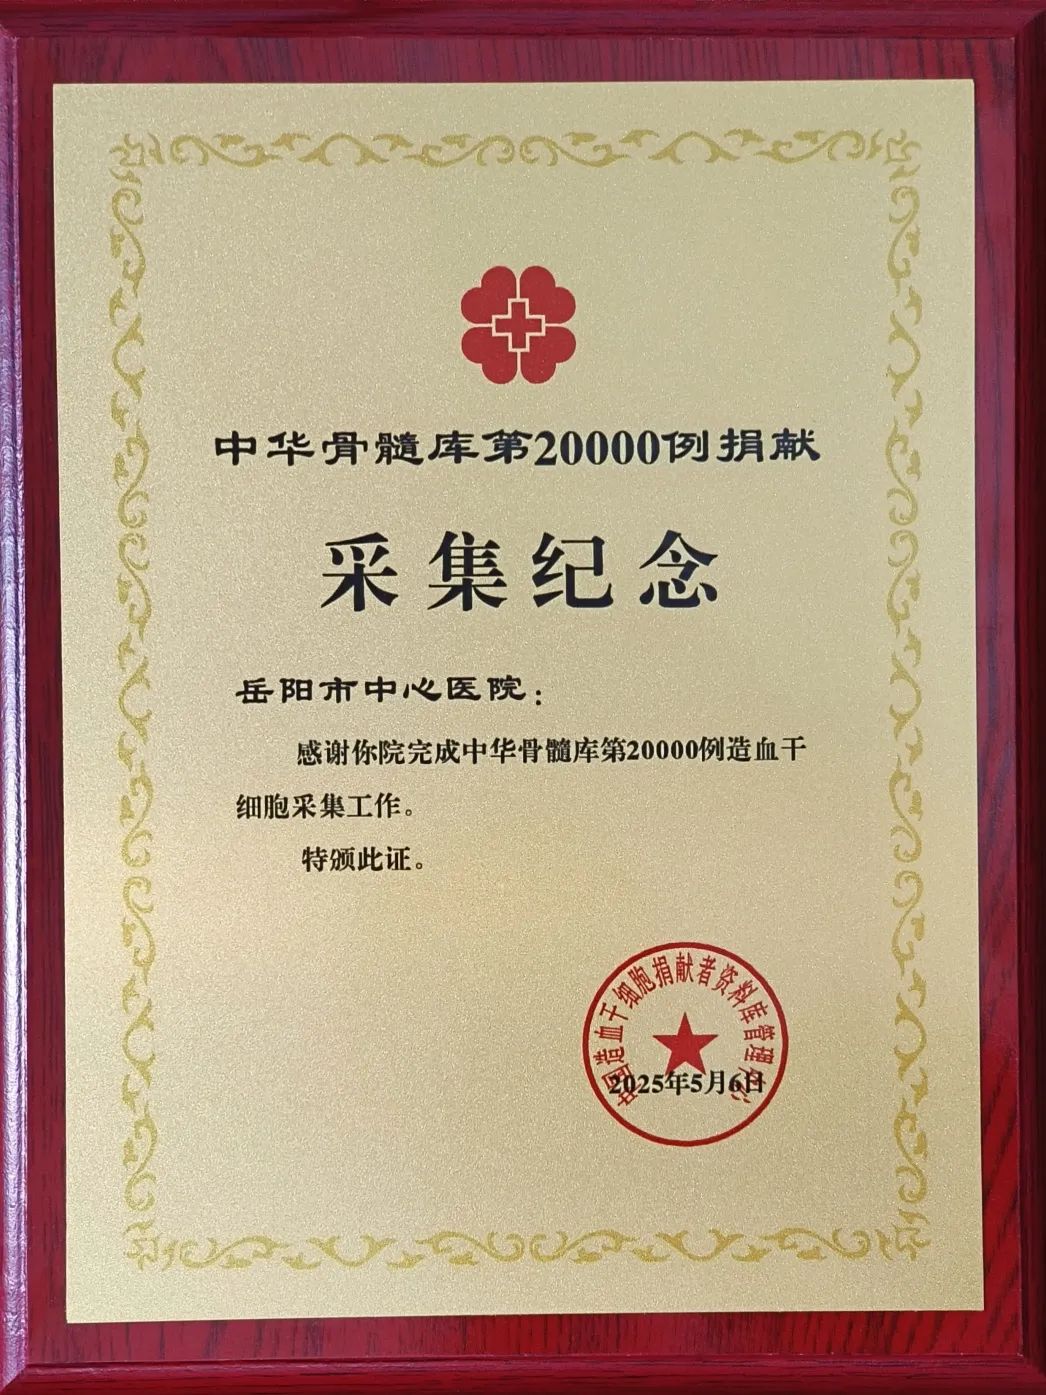 中华骨髓库第20000例捐献
采集纪念
岳阳市中心医院：
感谢你院完成中华骨髓库第20000例造血干
细胞采集工作。
特颁此证。
中国造血干细胞捐献者资料库管理中心
2025年5月6日